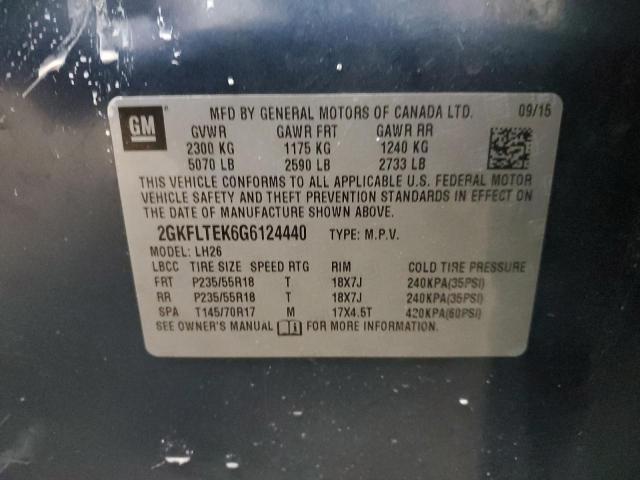 GM
MFD BY GENERAL MOTORS OF CANADA LTD. 09/15
GVWR GAWR FRT GAWR RR
2300 KG 1175 KG 1240 KG
5070 LB 2590 LB 2733 LB
THIS VEHICLE CONFORMS TO ALL APPLICABLE U.S. FEDERAL MOTOR
VEHICLE SAFETY AND THEFT PREVENTION STANDARDS IN EFFECT ON
THE DATE OF MANUFACTURE SHOWN ABOVE.
2GKFLTEK6G6124440 TYPE: M.P.V.
MODEL: LH26
LBCC TIRE SIZE SPEED RTG RIM COLD TIRE PRESSURE
FRT P235/55R18 T 18X7J 240KPA(35PSI)
RR P235/55R18 T 18X7J 240KPA(35PSI)
SPA T145/70R17 M 17X4.5T 420KPA(60PSI)
SEE OWNER'S MANUAL FOR MORE INFORMATION.